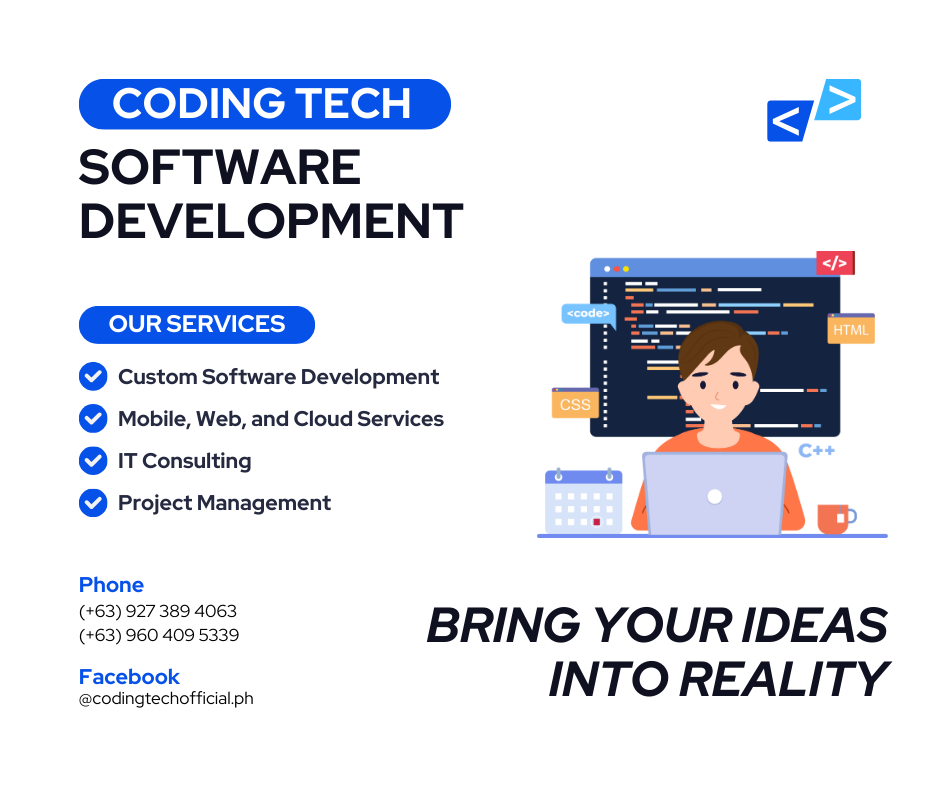 CODING TECH
SOFTWARE
DEVELOPMENT
< >
OUR SERVICES
Custom Software Development
Mobile, Web, and Cloud Services
IT Consulting
Project Management
</>
<code>
HTML
CSS
C++
Phone
(+63) 927 389 4063
(+63) 960 409 5339
Facebook
@codingtechofficial.ph
BRING YOUR IDEAS
INTO REALITY